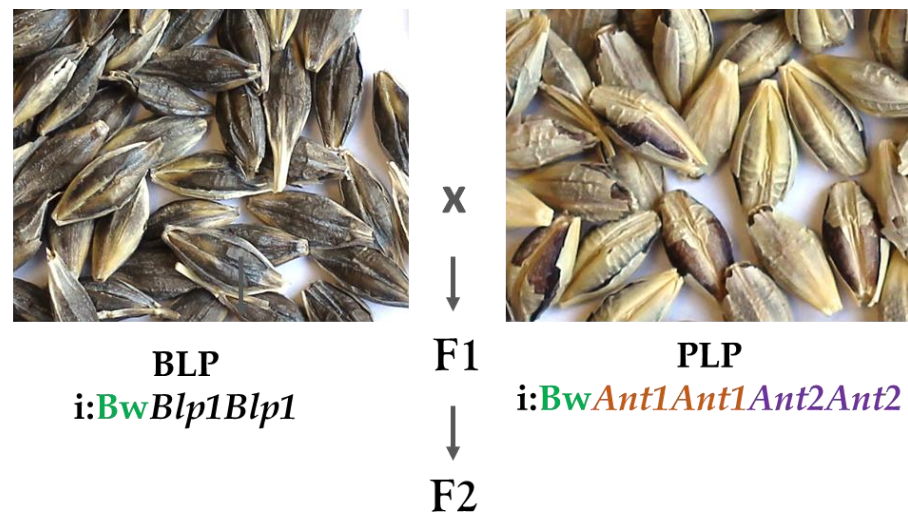 x
F1
BLP
i:BwBlp1Blp1
PLP
i:BwAnt1Ant1Ant2Ant2
F2